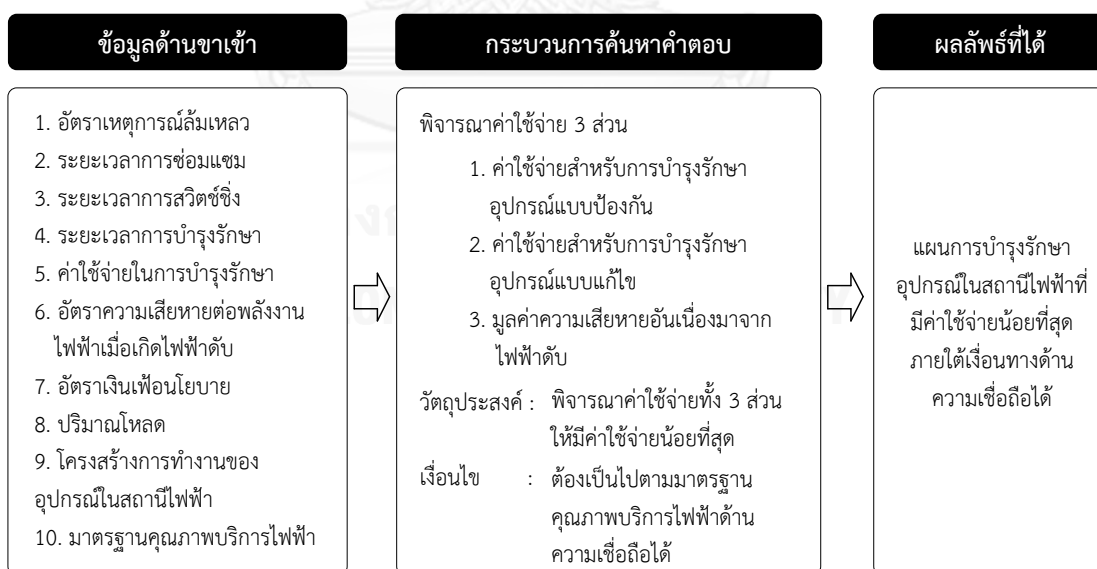 ข้อมูลด้านขาเข้า
1. อัตราเหตุการณ์ล้มเหลว
2. ระยะเวลาการซ่อมแซม
3. ระยะเวลาการสวิตช์ชิ่ง
4. ระยะเวลาการบำรุงรักษา
5. ค่าใช้จ่ายในการบำรุงรักษา
6. อัตราความเสียหายต่อพลังงาน
ไฟฟ้าเมื่อเกิดไฟฟ้าดับ
7. อัตราเงินเฟ้อนโยบาย
8. ปริมาณโหลด
9. โครงสร้างการทำงานของ
อุปกรณ์ในสถานีไฟฟ้า
10. มาตรฐานคุณภาพบริการไฟฟ้า
กระบวนการค้นหาคำตอบ
พิจารณาค่าใช้จ่าย 3 ส่วน
1. ค่าใช้จ่ายสำหรับการบำรุงรักษา
อุปกรณ์แบบป้องกัน
2. ค่าใช้จ่ายสำหรับการบำรุงรักษา
อุปกรณ์แบบแก้ไข
3. มูลค่าความเสียหายอันเนื่องมาจาก
ไฟฟ้าดับ
วัตถุประสงค์ : พิจารณาค่าใช้จ่ายทั้ง 3 ส่วน
ให้มีค่าใช้จ่ายน้อยที่สุด
เงื่อนไข : ต้องเป็นไปตามมาตรฐาน
คุณภาพบริการไฟฟ้าด้าน
ความเชื่อถือได้
ผลลัพธ์ที่ได้
แผนการบำรุงรักษา
อุปกรณ์ในสถานีไฟฟ้าที่
มีค่าใช้จ่ายน้อยที่สุด
ภายใต้เงื่อนทางด้าน
ความเชื่อถือได้